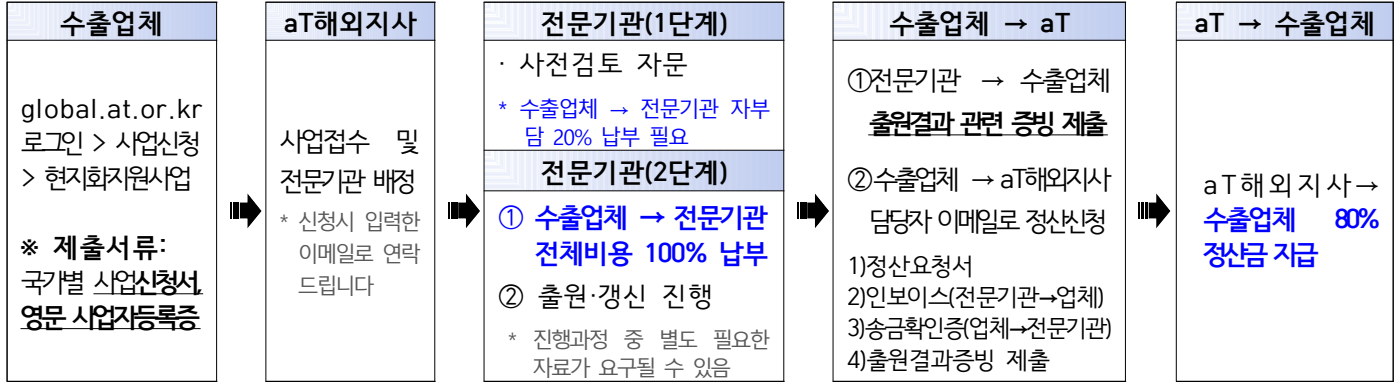 수출업체
global.at.or.kr
로그인 > 사업신청
> 현지화지원사업
※ 제출서류:
국가별 사업신청서,
영문 사업자등록증
aT해외지사
사업접수 및
전문기관 배정
* 신청시 입력한
이메일로 연락
드립니다
전문기관(1단계)
· 사전검토 자문
* 수출업체 → 전문기관 자부
담 20% 납부 필요
전문기관(2단계)
① 수출업체 → 전문기관
전체비용 100% 납부
② 출원·갱신 진행
* 진행과정 중 별도 필요한
자료가 요구될 수 있음
수출업체 → aT
①전문기관 → 수출업체
출원결과 관련 증빙 제출
②수출업체 → aT해외지사
담당자 이메일로 정산신청
1)정산요청서
2)인보이스(전문기관→업체)
3)송금확인증(업체→전문기관)
4)출원결과증빙 제출
aT → 수출업체
aT해외지사→
수출업체 80%
정산금 지급